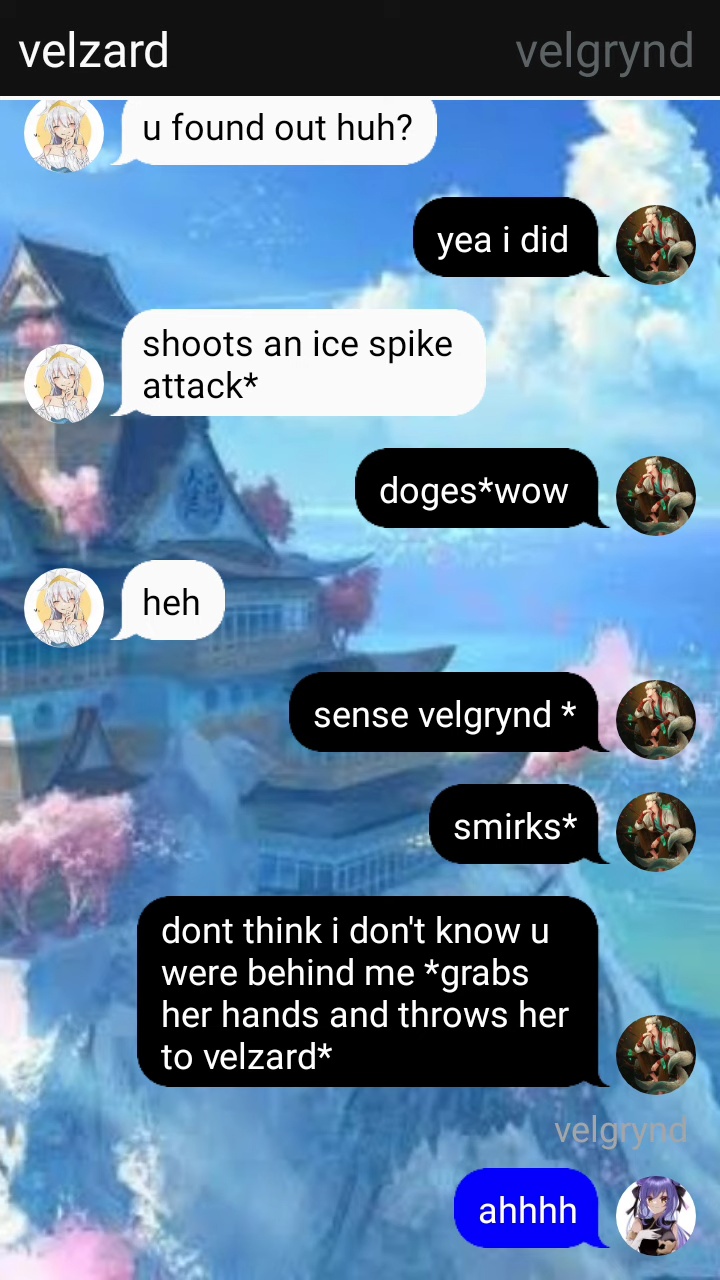 velzard
velgrynd
u found out huh?
yea i did
shoots an ice spike
attack*
doges*wow
heh
sense velgrynd *
smirks*
dont think i don't know u
were behind me *grabs
her hands and throws her
to velzard*
velgrynd
ahhhh